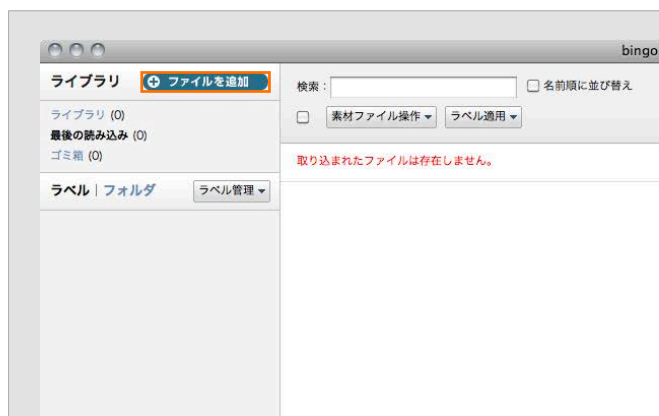 bingo
ライブラリ ファイルを追加
ライブラリ (0)
最後の読み込み (0)
ゴミ箱 (0)
ラベル | フォルダ ラベル管理
検索: 名前順に並び替え
素材ファイル操作 ラベル適用
取り込まれたファイルは存在しません。